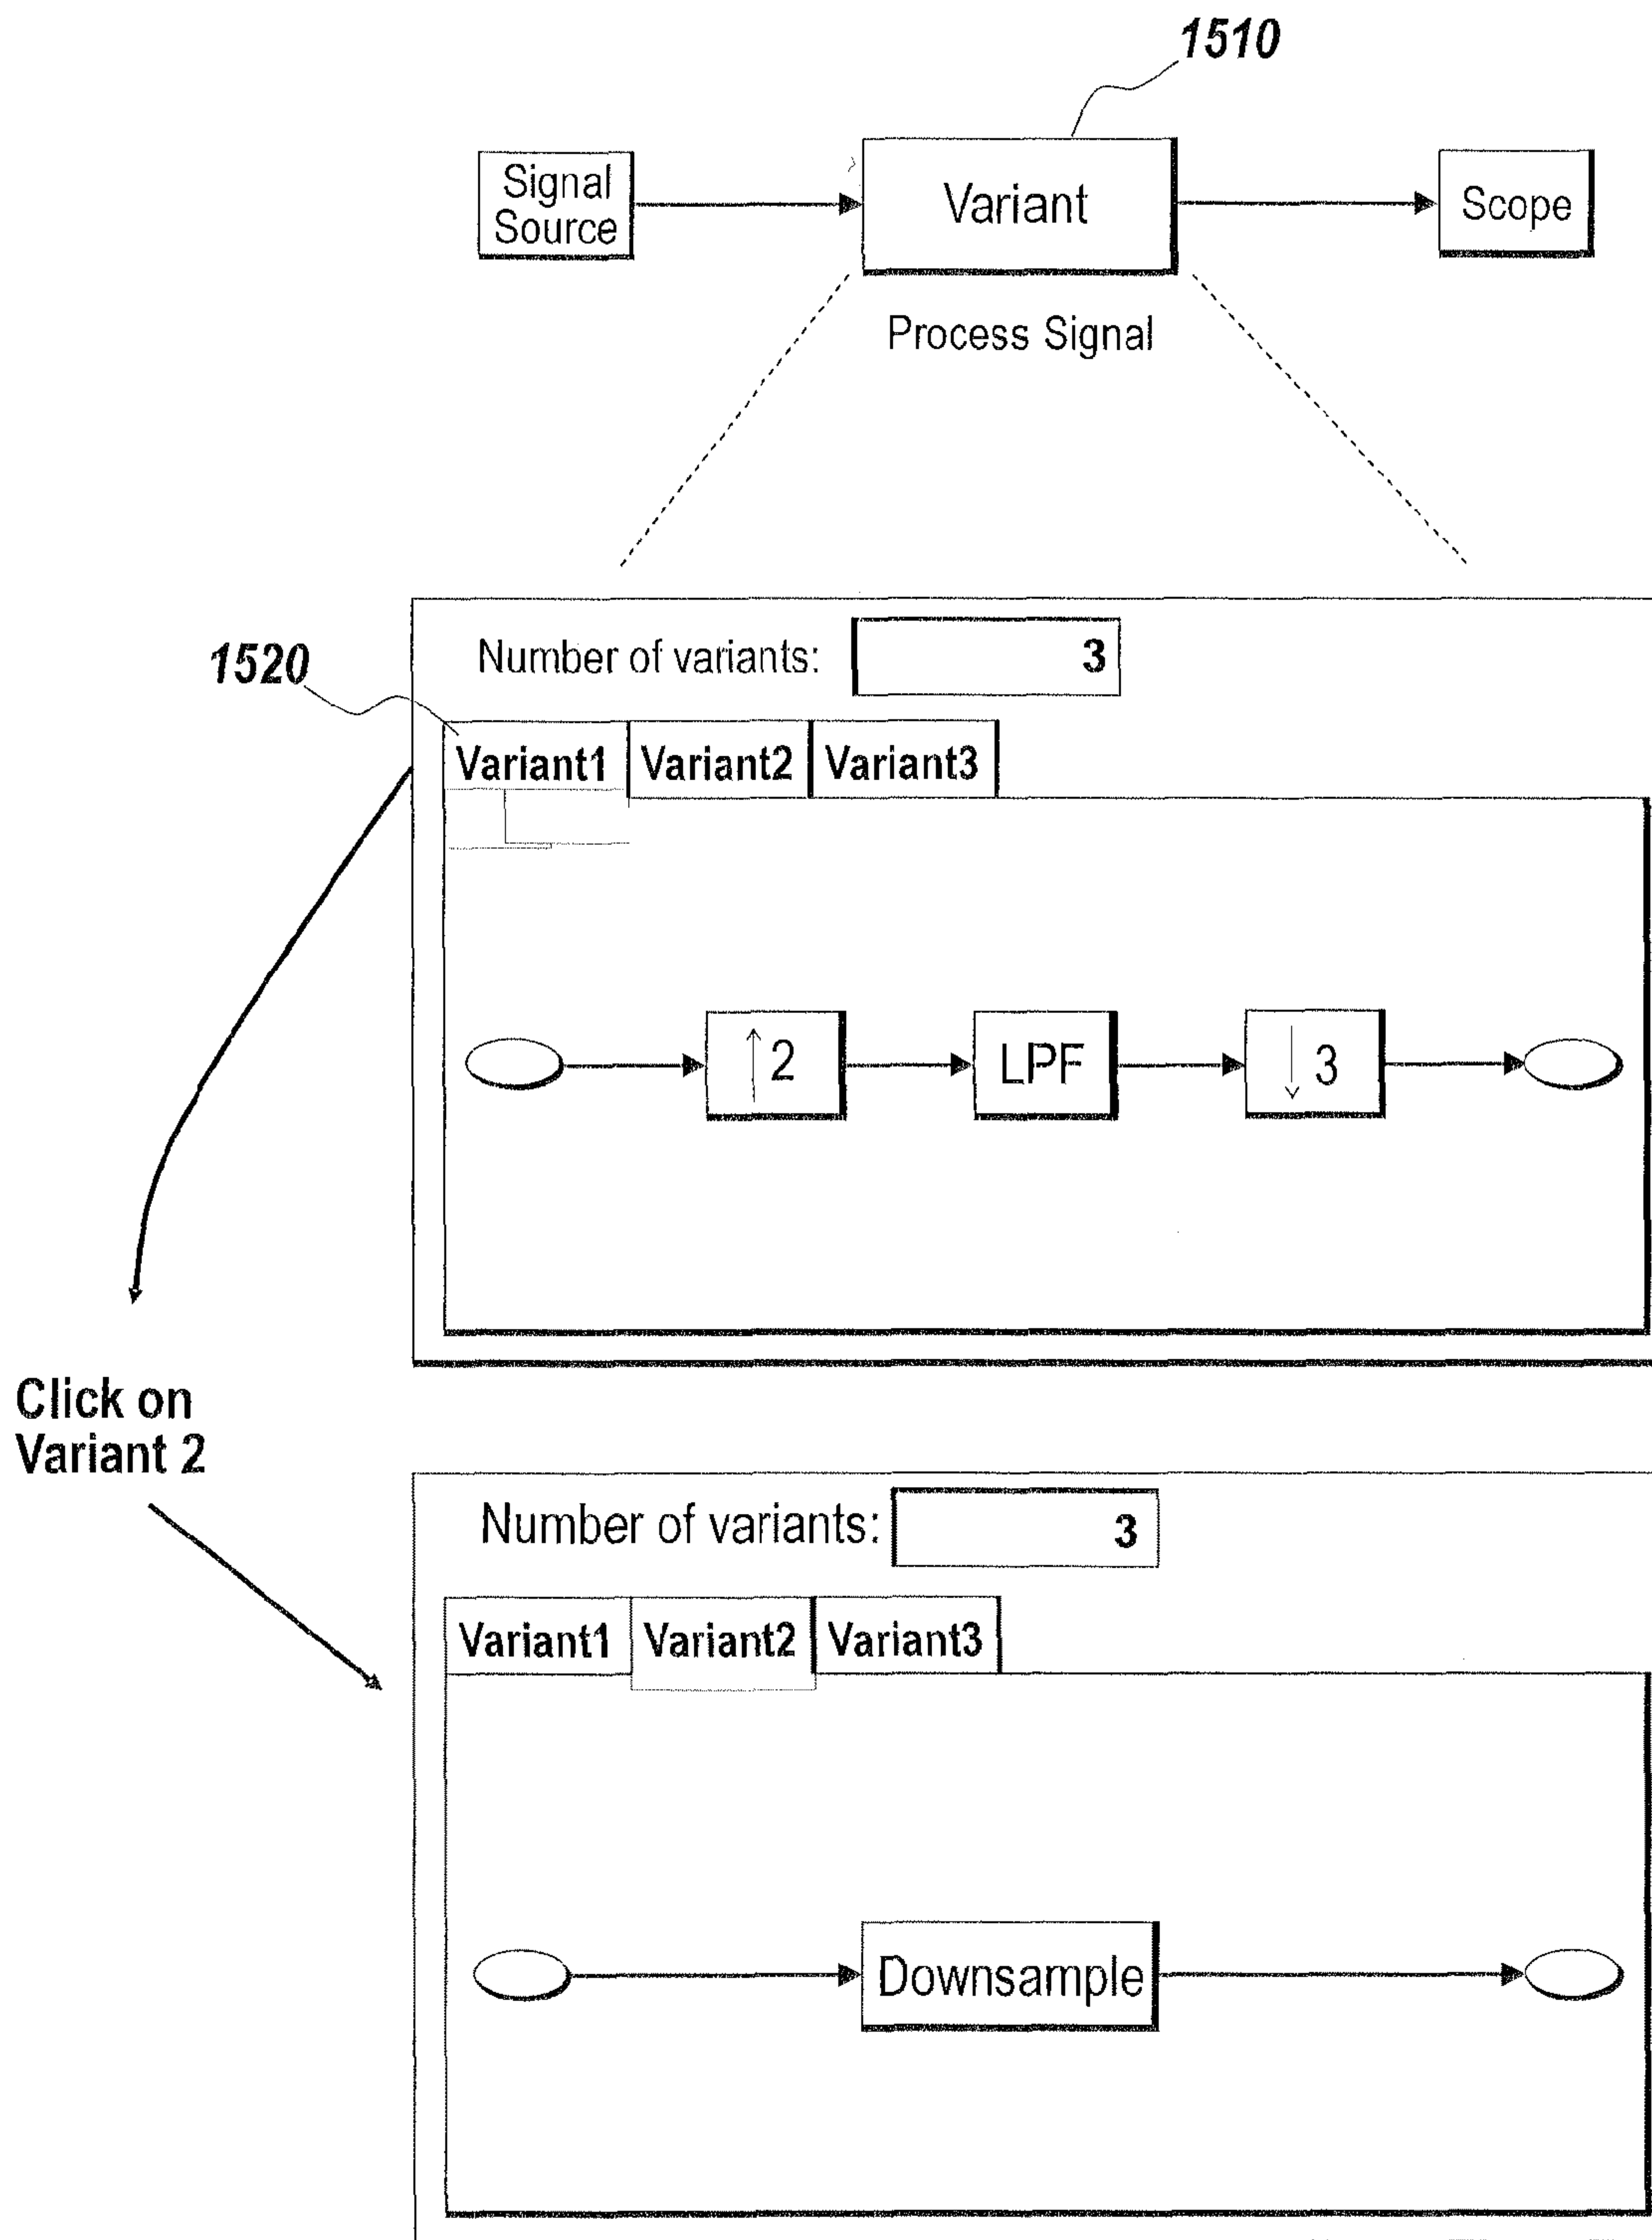 1510
Signal
Source
Variant
Scope
Process Signal
1520
Number of variants: 3
Variant1 Variant2 Variant3
↑2 LPF ↓3
Click on
Variant 2
Number of variants: 3
Variant1 Variant2 Variant3
Downsample